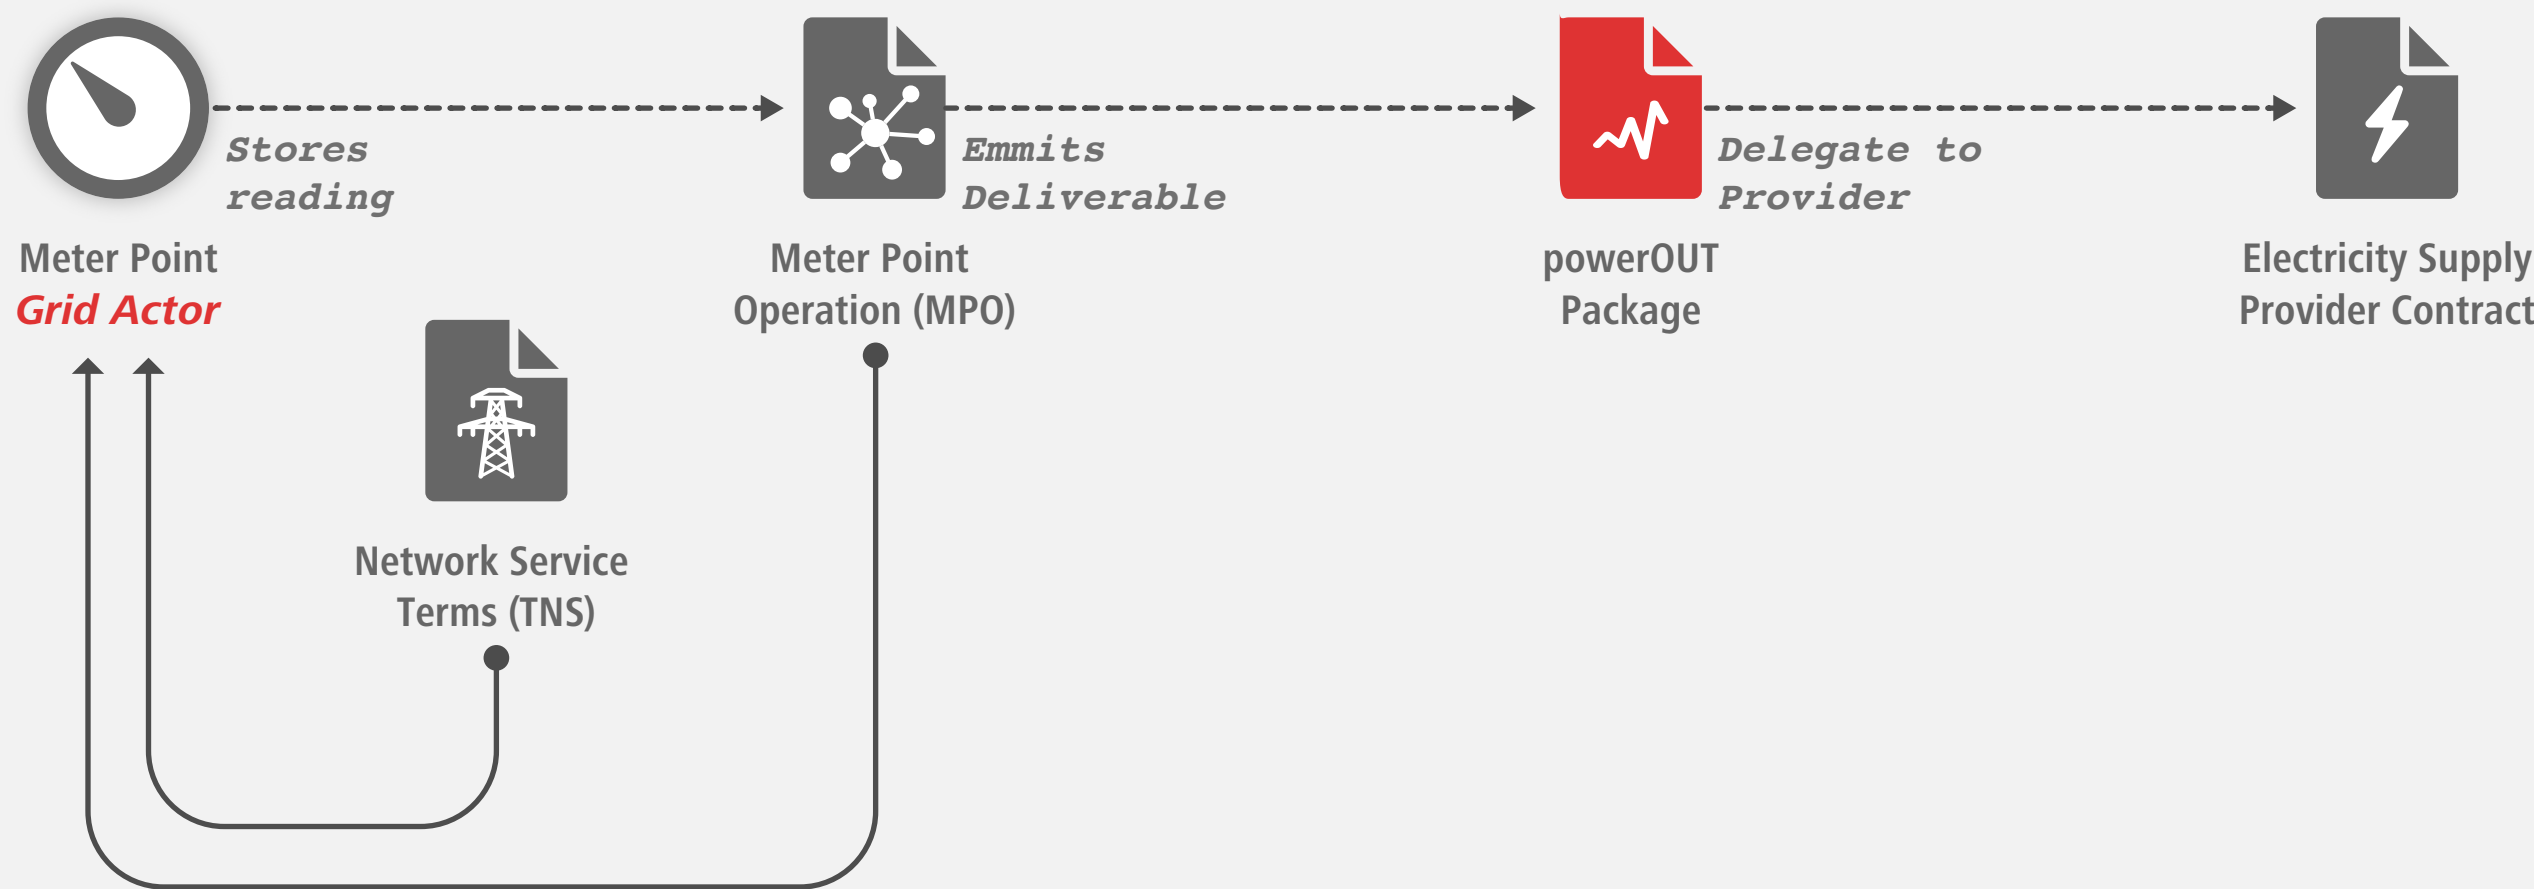 Stores
reading
Emmits
Deliverable
Delegate to
Provider
Meter Point
Grid Actor
Meter Point
Operation (MPO)
powerOUT
Package
Electricity Supply
Provider Contract
Network Service
Terms (TNS)